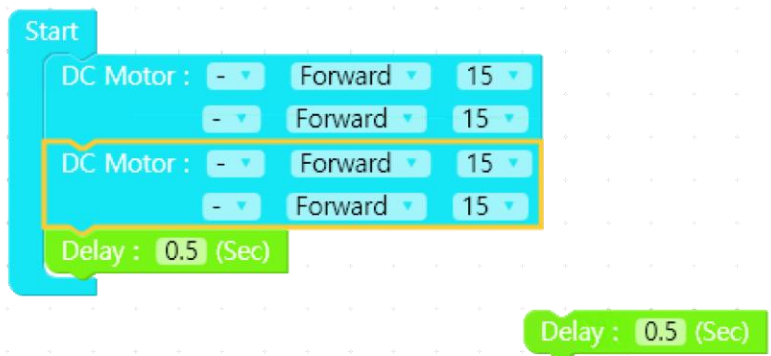 Start
DC Motor : - Forward 15
- Forward 15
DC Motor : - Forward 15
- Forward 15
Delay : 0.5 (Sec)
Delay : 0.5 (Sec)